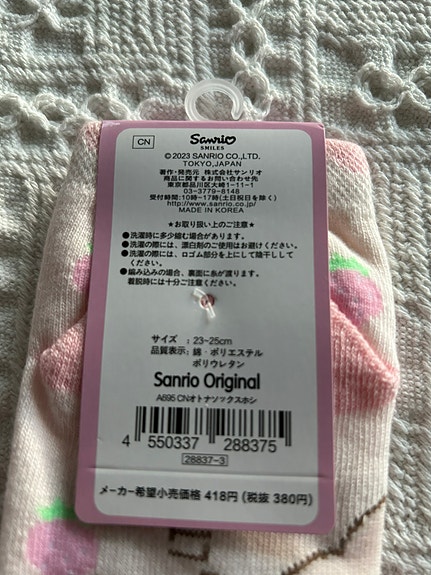 CN
Sanrio
SMILES
©2023 SANRIO CO.,LTD.
TOKYO,JAPAN
著作・発売元 株式会社サンリオ
商品に関するお問い合わせ先
東京都品川区大崎1-11-1
03-3779-8148
受付時間:10時~17時(土日祝日を除く)
http://www.sanrio.co.jp/
MADE IN KOREA
★お取り扱い上のご注意★
●洗濯時に多少縮む場合があります。
●洗濯の際には、漂白剤のご使用はお避けください。
●洗濯の際には、ロゴム部分を上にして陰干しして
ください。
●編み込みの場合、裏面に糸が渡ります。
着脱時には十分ご注意ください。
サイズ :23~25cm
品質表示:綿・ポリエステル
ポリウレタン
Sanrio Original
A695 CNオトナソックスホシ
4 550337 288375
28837-3
メーカー希望小売価格 418円(税抜 380円)